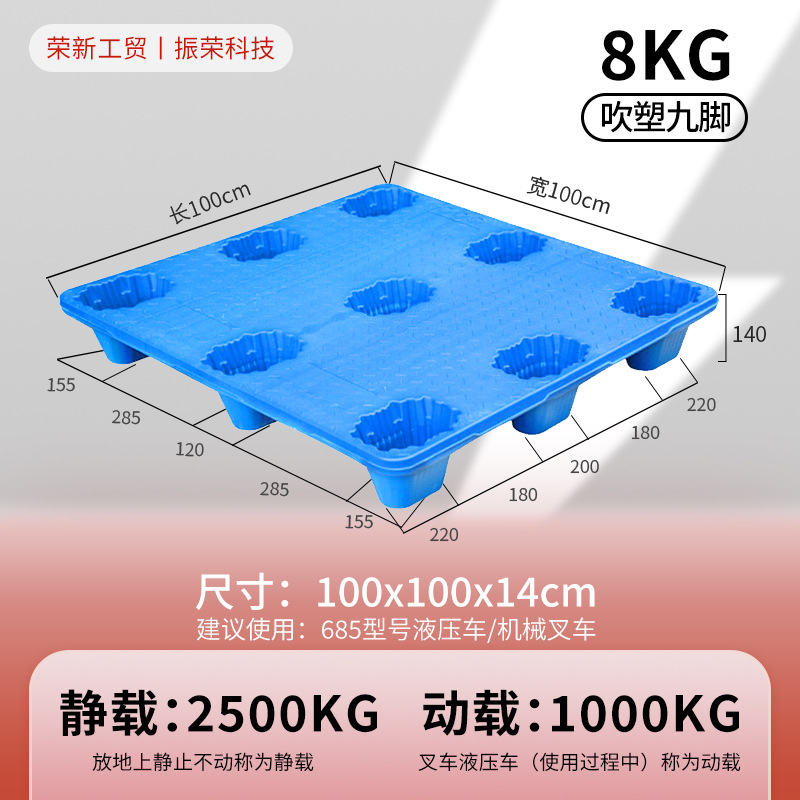 荣新工贸丨振荣科技
8KG
吹塑九脚
长100cm
宽100cm
140
155
285
120
285
155
220
180
200
180
220
尺寸：100x100x14cm
建议使用：685型号液压车/机械叉车
静载:2500KG
放地上静止不动称为静载
动载:1000KG
叉车液压车（使用过程中）称为动载